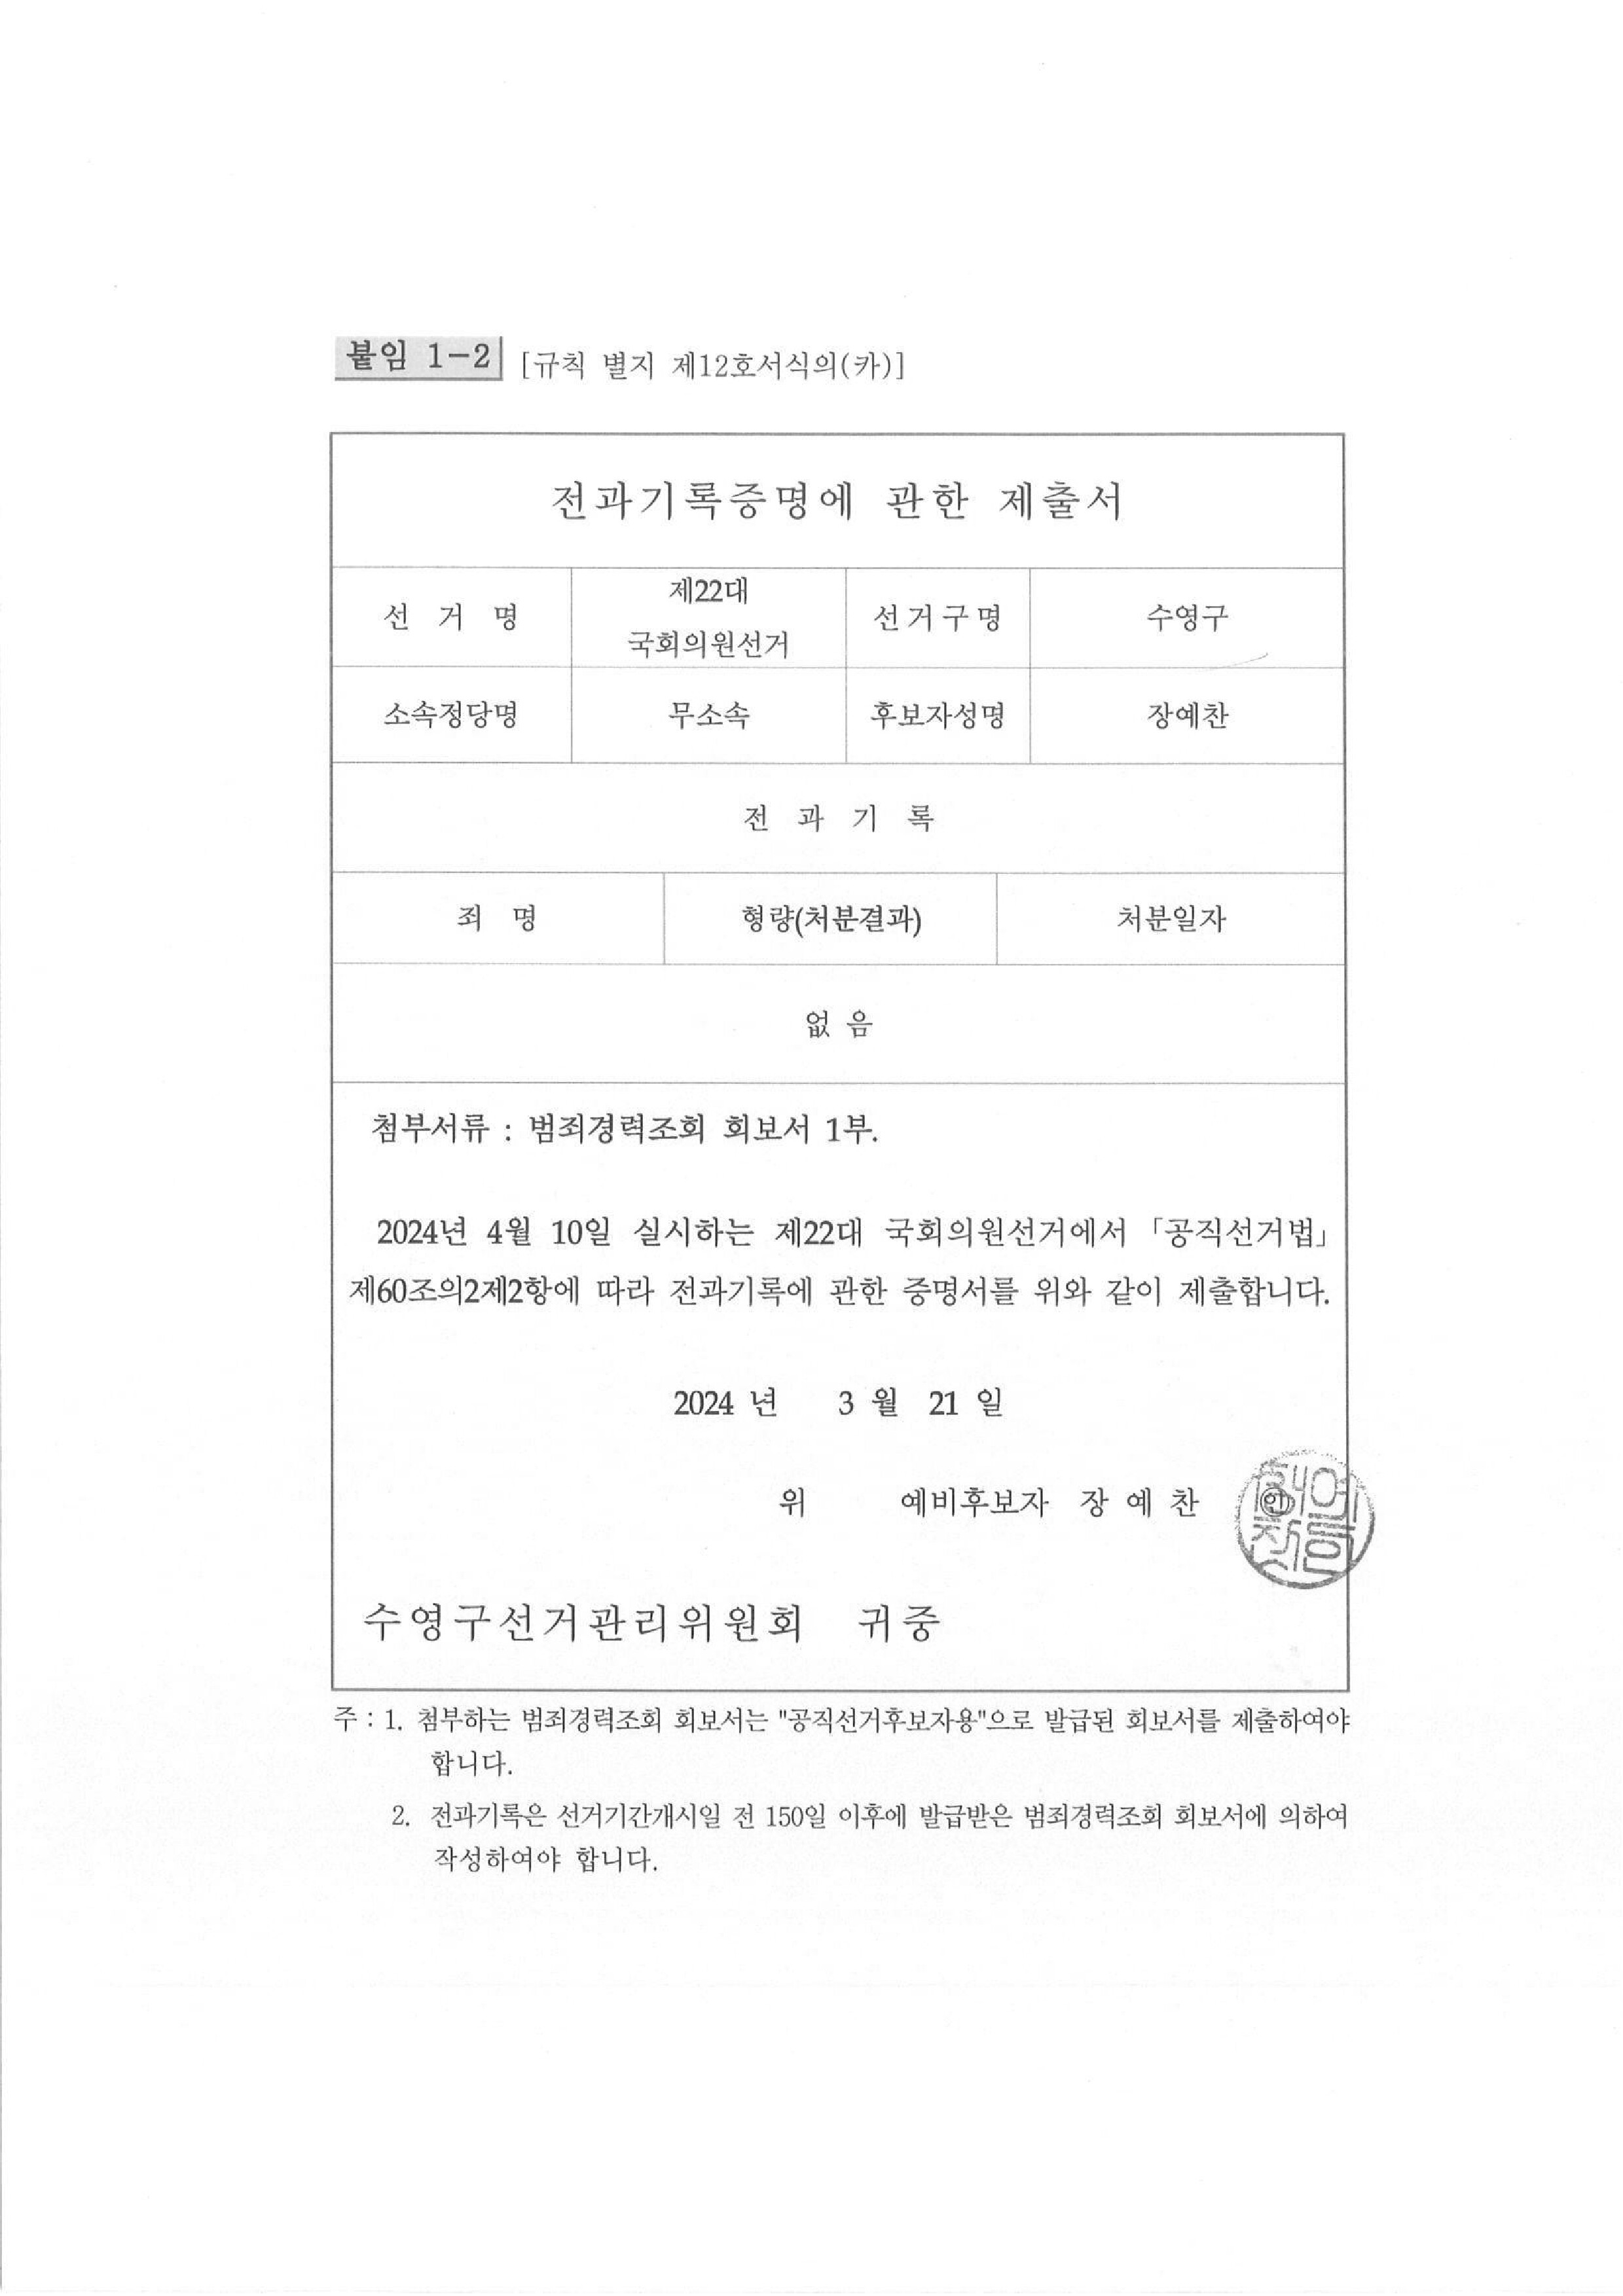 붙임 1-2 [규칙 별지 제12호서식의(카)]
전과기록증명에 관한 제출서
선 거 명
제22대
국회의원선거
선거구명
수영구
소속정당명
무소속
후보자성명
장예찬
전 과 기 록
죄 명
형량(처분결과)
처분일자
없 음
첨부서류 : 범죄경력조회 회보서 1부.
2024년 4월 10일 실시하는 제22대 국회의원선거에서 「공직선거법」
제60조의2제2항에 따라 전과기록에 관한 증명서를 위와 같이 제출합니다.
2024 년 3 월 21 일
위 예비후보자 장 예 찬 ㊞
수영구선거관리위원회 귀중
주 : 1. 첨부하는 범죄경력조회 회보서는 "공직선거후보자용"으로 발급된 회보서를 제출하여야
합니다.
2. 전과기록은 선거기간개시일 전 150일 이후에 발급받은 범죄경력조회 회보서에 의하여
작성하여야 합니다.